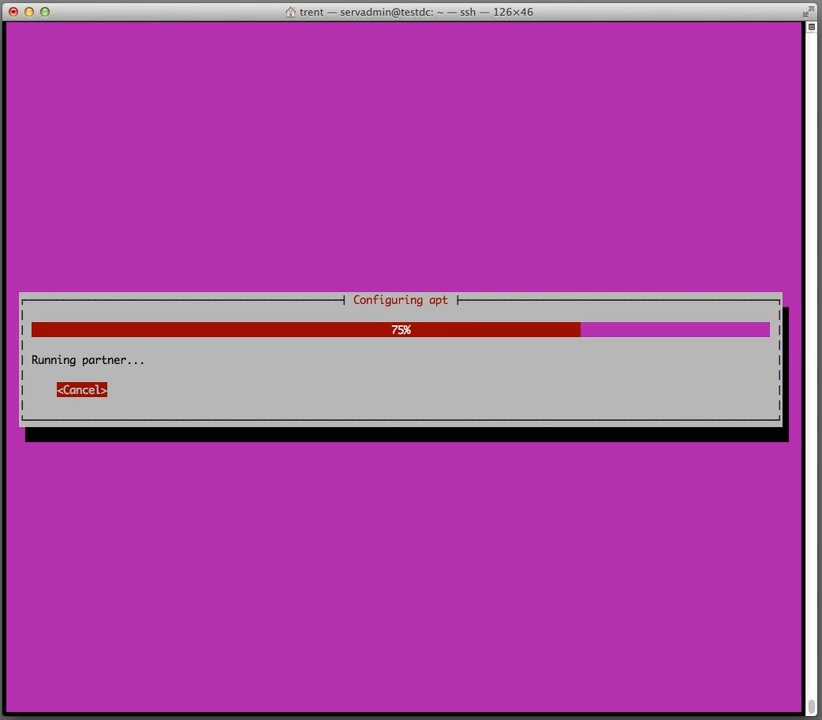 trent — servadmin@testdc: ~ — ssh — 126×46
Configuring apt
75%
Running partner...
<Cancel>